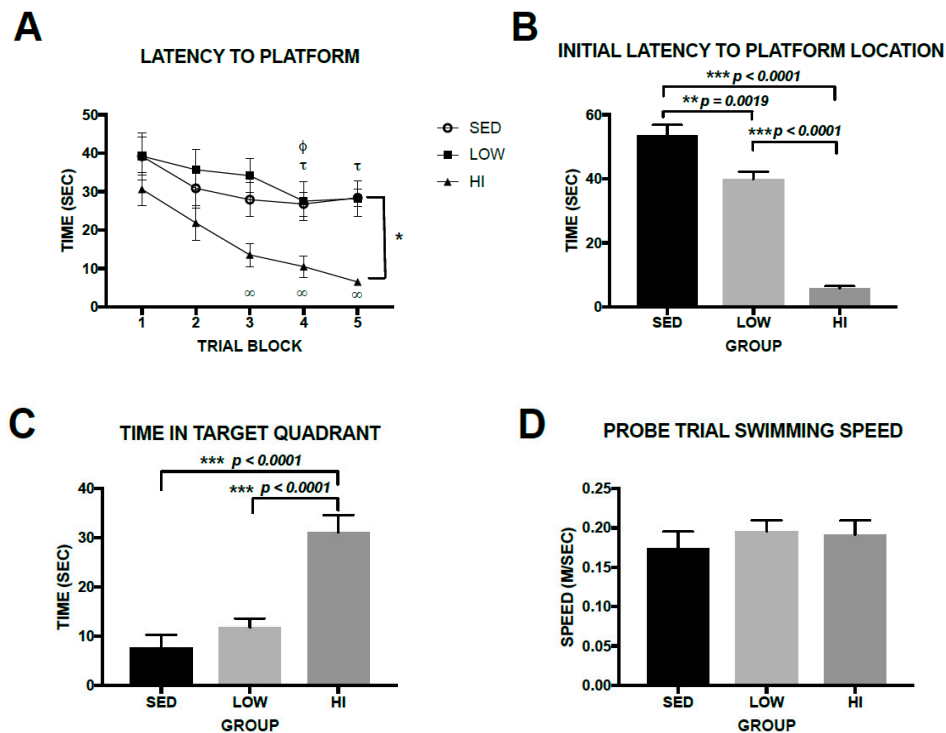 A
LATENCY TO PLATFORM
50
40
30
20
10
0
TIME (SEC)
ϕ
τ
τ
*
∞
∞
∞
1 2 3 4 5
TRIAL BLOCK
SED
LOW
HI
B
INITIAL LATENCY TO PLATFORM LOCATION
*** p < 0.0001
** p = 0.0019
*** p < 0.0001
60
40
20
0
TIME (SEC)
SED LOW HI
GROUP
C
TIME IN TARGET QUADRANT
*** p < 0.0001
*** p < 0.0001
40
30
20
10
0
TIME (SEC)
SED LOW HI
GROUP
D
PROBE TRIAL SWIMMING SPEED
0.25
0.20
0.15
0.10
0.05
0.00
SPEED (M/SEC)
SED LOW HI
GROUP